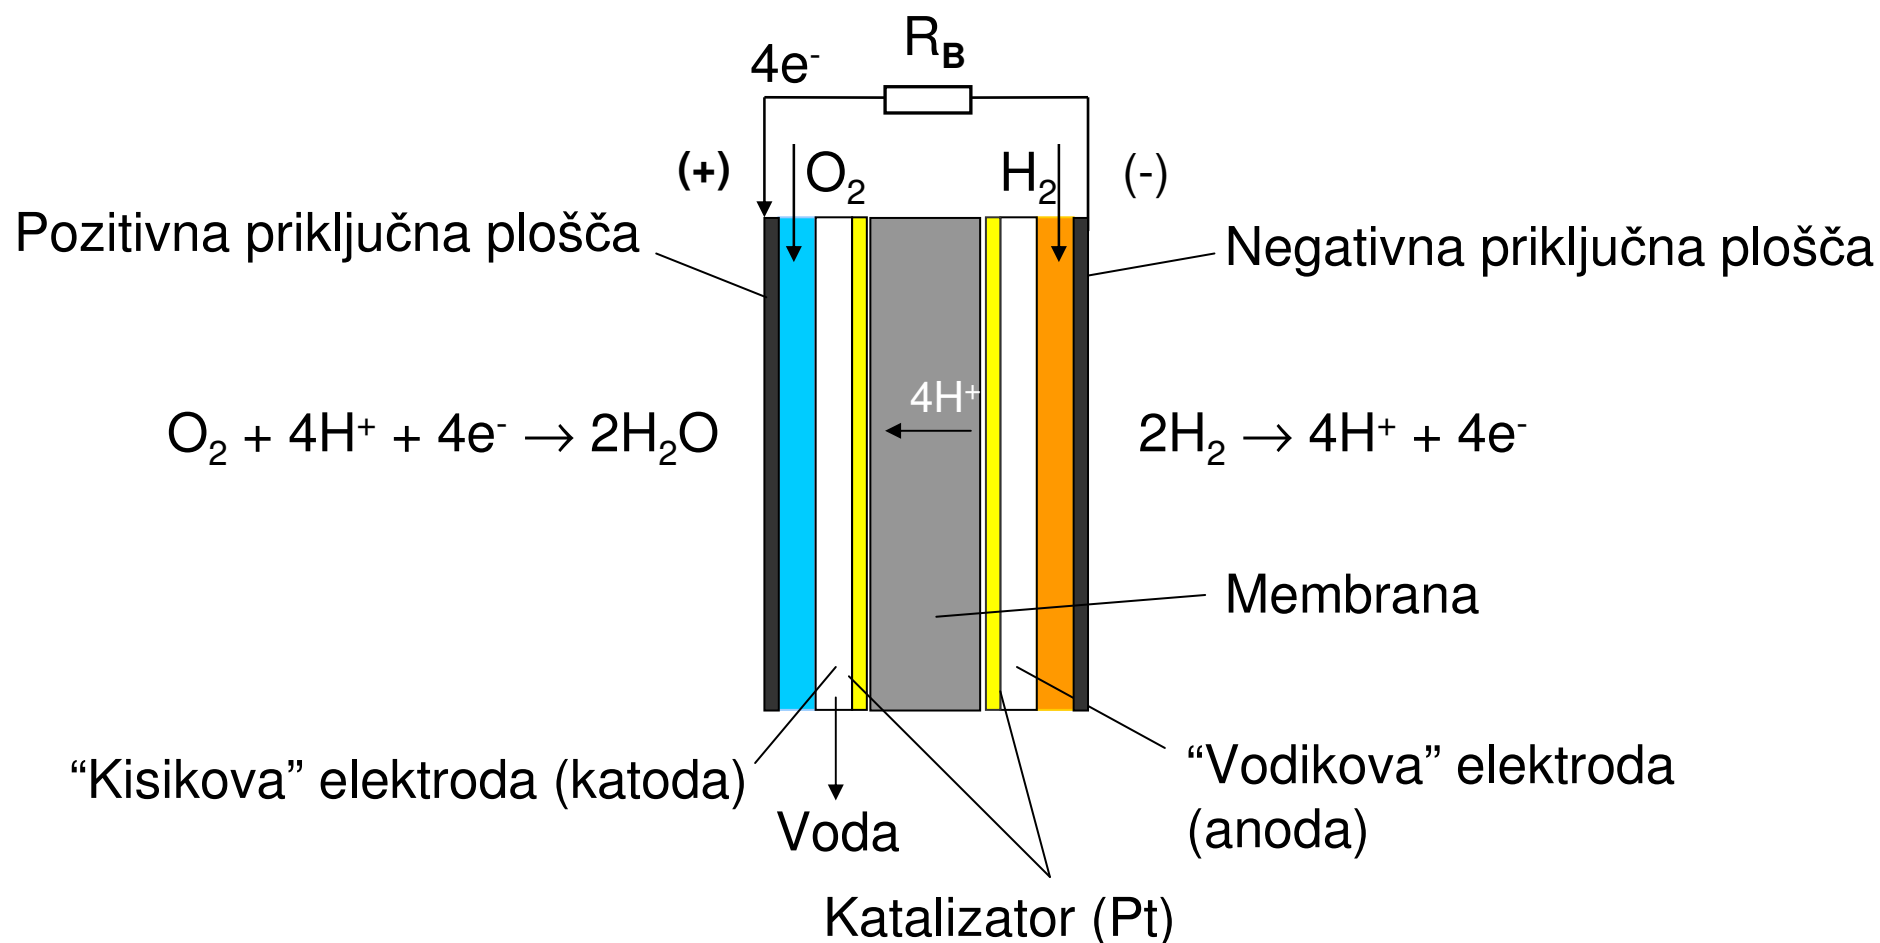 R_B
4e⁻
(+)
O₂
H₂
(-)
Pozitivna priključna plošča
Negativna priključna plošča
4H⁺
O₂ + 4H⁺ + 4e⁻ → 2H₂O
2H₂ → 4H⁺ + 4e⁻
Membrana
“Kisikova” elektroda (katoda)
“Vodikova” elektroda
(anoda)
Voda
Katalizator (Pt)